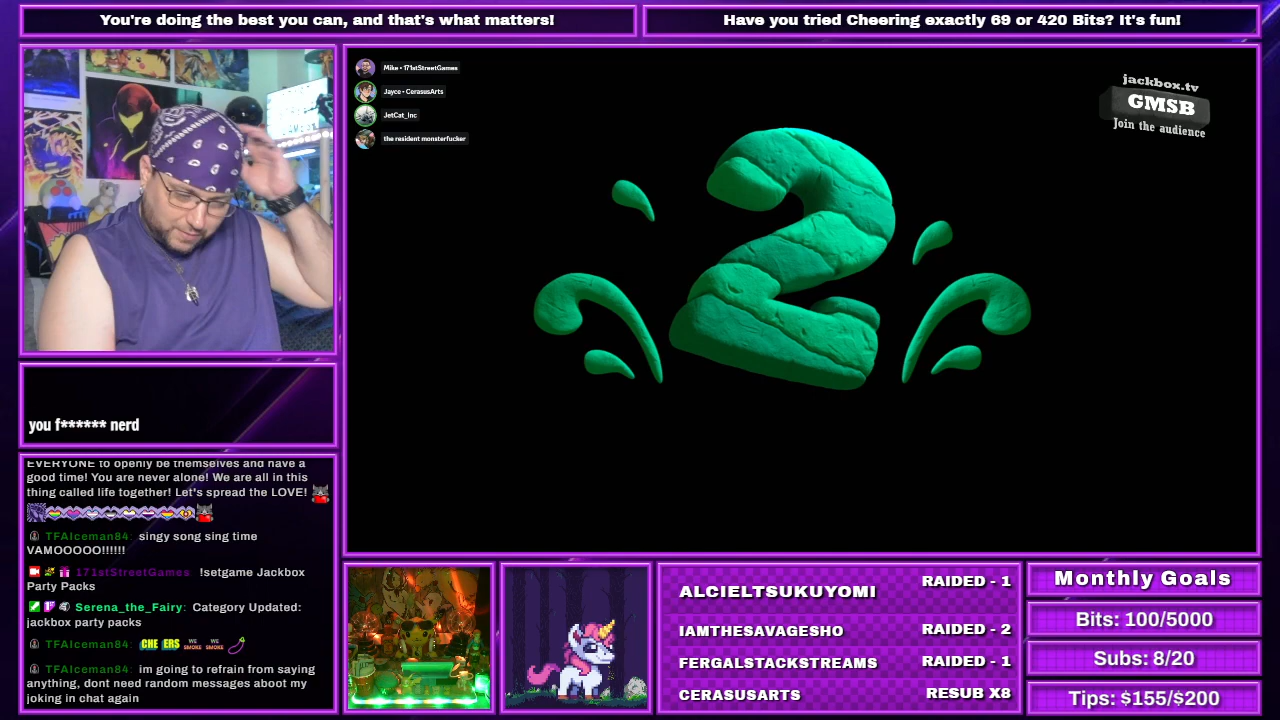 You're doing the best you can, and that's what matters!
Have you tried Cheering exactly 69 or 420 Bits? It's fun!
Mike • 171stStreetGames
Jayce • CerasusArts
JetCat_Inc
the resident monsterfucker
jackbox.tv
GMSB
Join the audience
2
you f****** nerd
EVERYONE to openly be themselves and have a
good time! You are never alone! We are all in this
thing called life together! Let's spread the LOVE!
TFAIceman84: singy song sing time
VAMOOOOO!!!!!!
171stStreetGames: !setgame Jackbox
Party Packs
Serena_the_Fairy: Category Updated:
jackbox party packs
TFAIceman84: CHEERS WE SMOKE WE SMOKE
TFAIceman84: im going to refrain from saying
anything, dont need random messages aboot my
joking in chat again
ALCIELTSUKUYOMI RAIDED - 1
IAMTHESAVAGESHO RAIDED - 2
FERGALSTACKSTREAMS RAIDED - 1
CERASUSARTS RESUB X8
Monthly Goals
Bits: 100/5000
Subs: 8/20
Tips: $155/$200